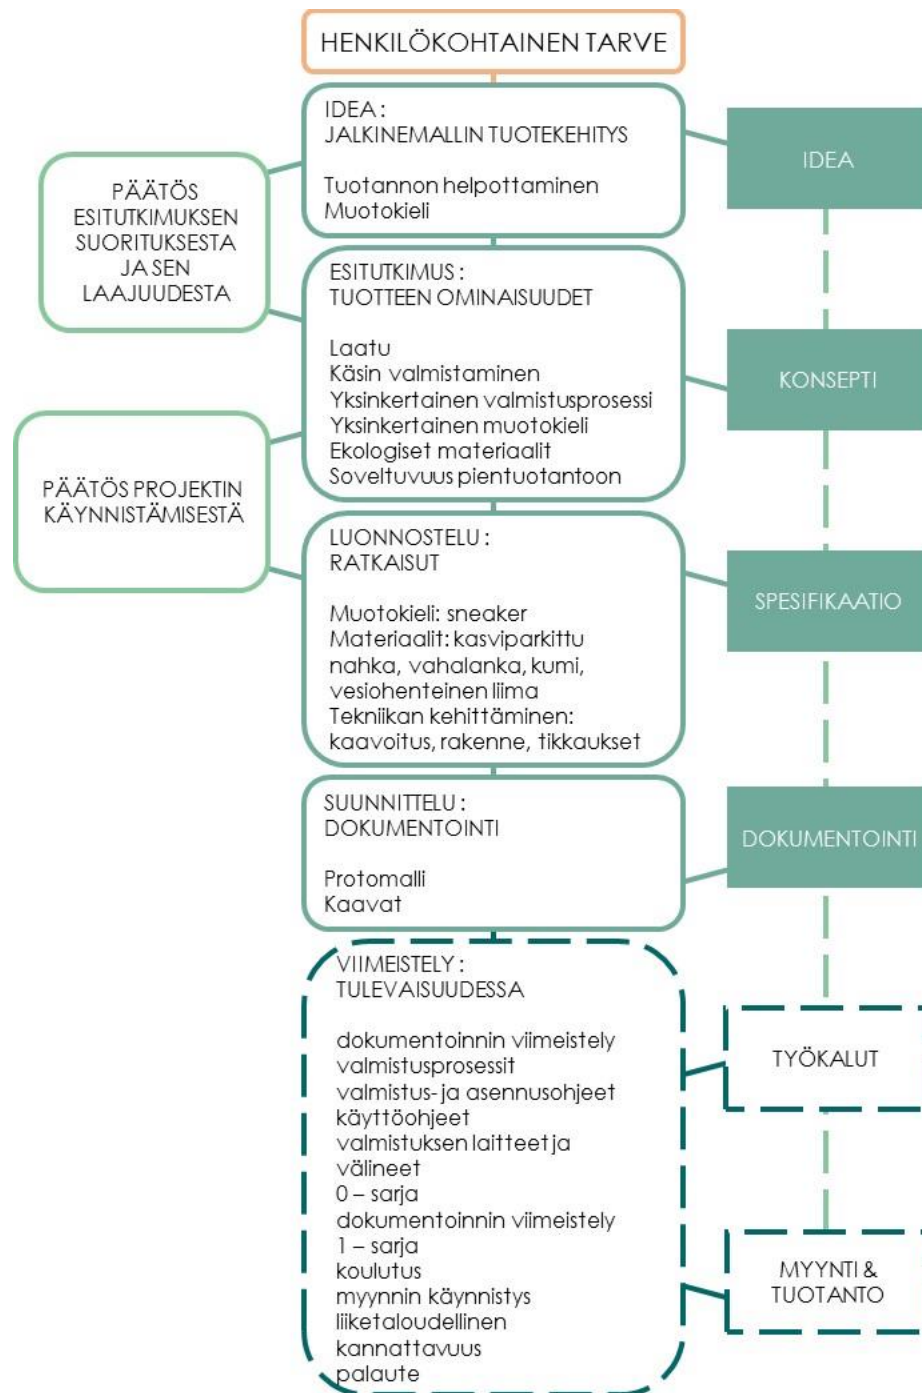 HENKILÖKOHTAINEN TARVE
IDEA :
JALKINEMALLIN TUOTEKEHITYS
Tuotannon helpottaminen
Muotokieli
IDEA
PÄÄTÖS
ESITUTKIMUKSEN
SUORITUKSESTA
JA SEN
LAAJUUDESTA
ESITUTKIMUS :
TUOTTEEN OMINAISUUDET
Laatu
Käsin valmistaminen
Yksinkertainen valmistusprosessi
Yksinkertainen muotokieli
Ekologiset materiaalit
Soveltuvuus pientuotantoon
KONSEPTI
PÄÄTÖS PROJEKTIN
KÄYNNISTÄMISESTÄ
LUONNOSTELU :
RATKAISUT
Muotokieli: sneaker
Materiaalit: kasviparkittu
nahka, vahalanka, kumi,
vesiohenteinen liima
Tekniikan kehittäminen:
kaavoitus, rakenne, tikkaukset
SPESIFIKAATIO
SUUNNITTELU :
DOKUMENTOINTI
Protomalli
Kaavat
DOKUMENTOINTI
VIIMEISTELY :
TULEVAISUUDESSA
dokumentoinnin viimeistely
valmistusprosessit
valmistus- ja asennusohjeet
käyttöohjeet
valmistuksen laitteet ja
välineet
0 – sarja
dokumentoinnin viimeistely
1 – sarja
koulutus
myynnin käynnistys
liiketaloudellinen
kannattavuus
palaute
TYÖKALUT
MYYNTI &
TUOTANTO